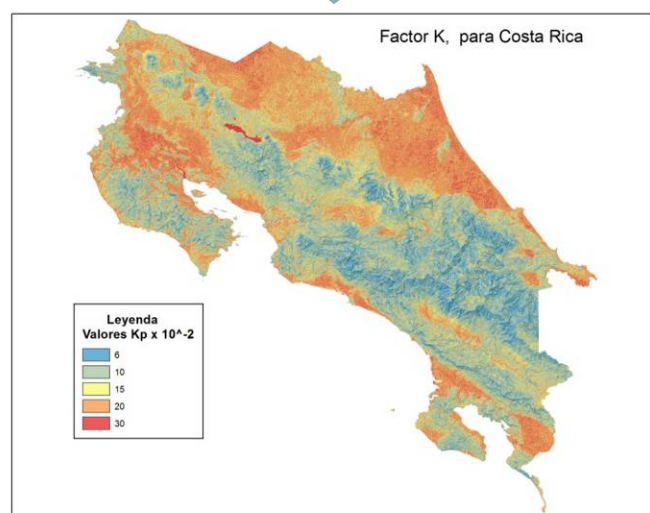 Factor K, para Costa Rica
Leyenda
Valores Kp x 10^-2
6
10
15
20
30